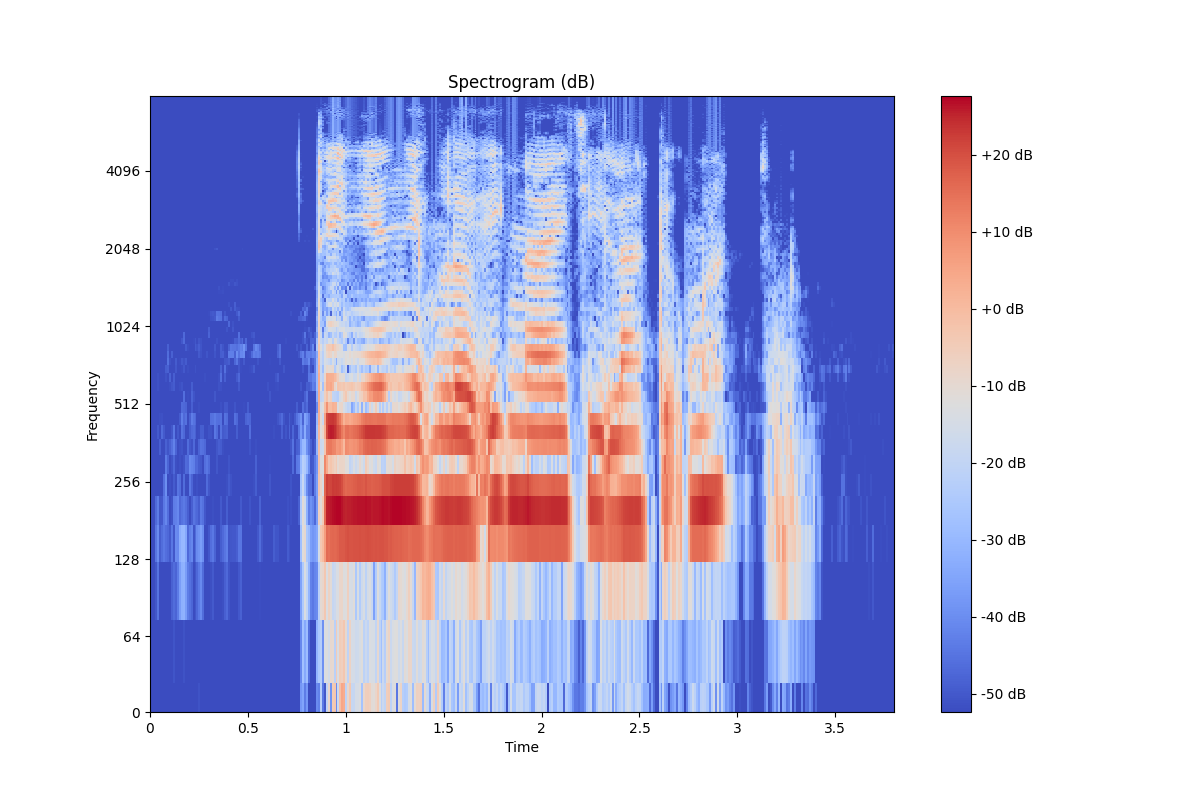 Spectrogram (dB)
Frequency
4096
2048
1024
512
256
128
64
0
0 0.5 1 1.5 2 2.5 3 3.5
Time
+20 dB
+10 dB
+0 dB
-10 dB
-20 dB
-30 dB
-40 dB
-50 dB